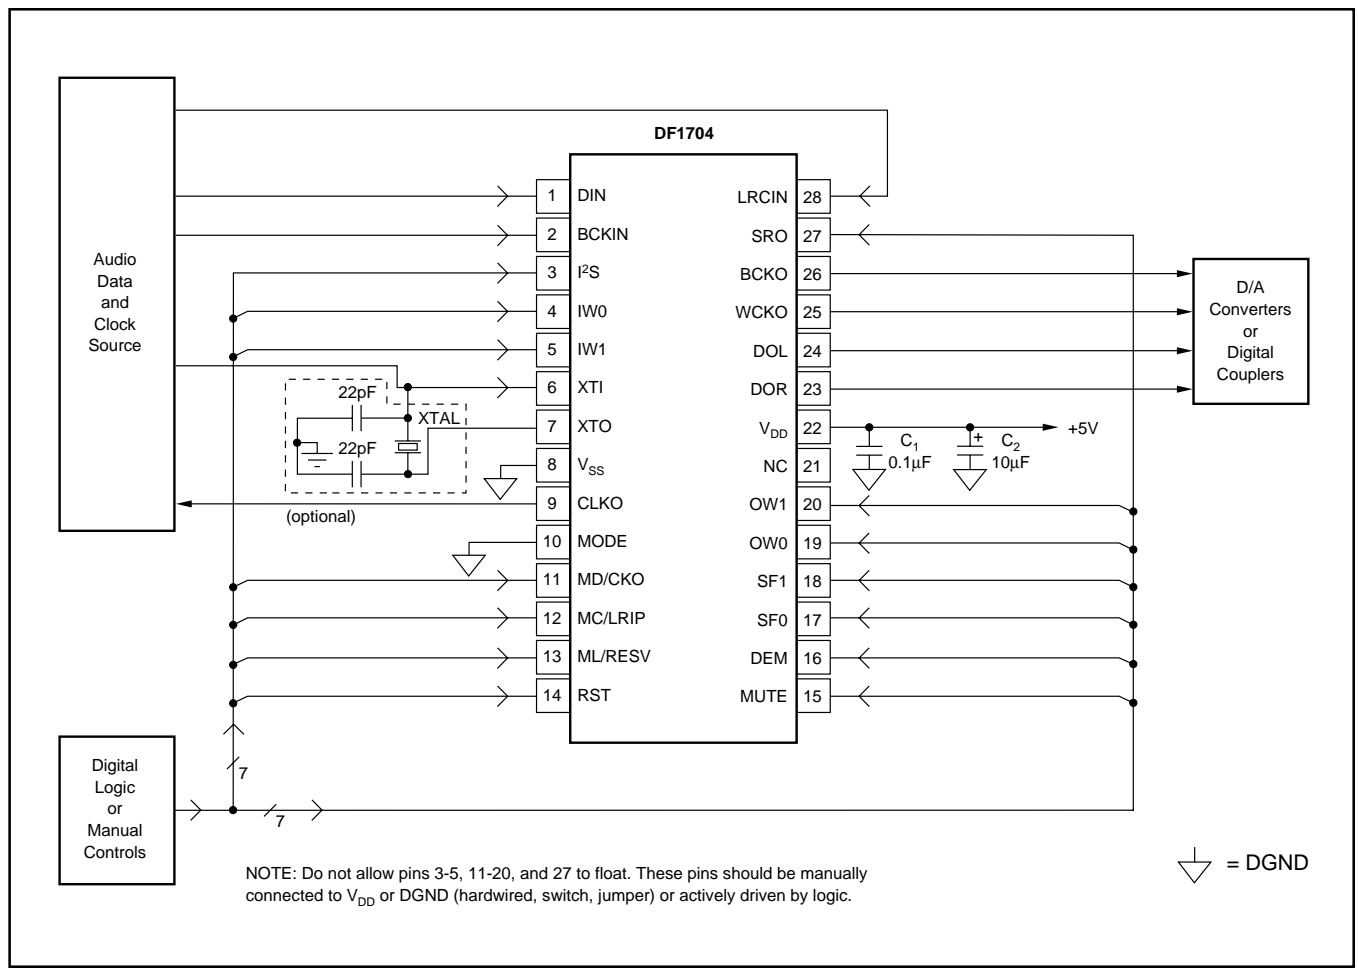 DF1704
Audio
Data
and
Clock
Source
1 DIN
2 BCKIN
3 I²S
4 IW0
5 IW1
6 XTI
7 XTO
8 V_SS
9 CLKO
10 MODE
11 MD/CKO
12 MC/LRIP
13 ML/RESV
14 RST
LRCIN 28
SRO 27
BCKO 26
WCKO 25
DOL 24
DOR 23
V_DD 22
NC 21
OW1 20
OW0 19
SF1 18
SF0 17
DEM 16
MUTE 15
22pF
XTAL
22pF
(optional)
+5V
C₁
0.1µF
+
C₂
10µF
D/A
Converters
or
Digital
Couplers
Digital
Logic
or
Manual
Controls
7
7
NOTE: Do not allow pins 3-5, 11-20, and 27 to float. These pins should be manually
connected to V_DD or DGND (hardwired, switch, jumper) or actively driven by logic.
= DGND